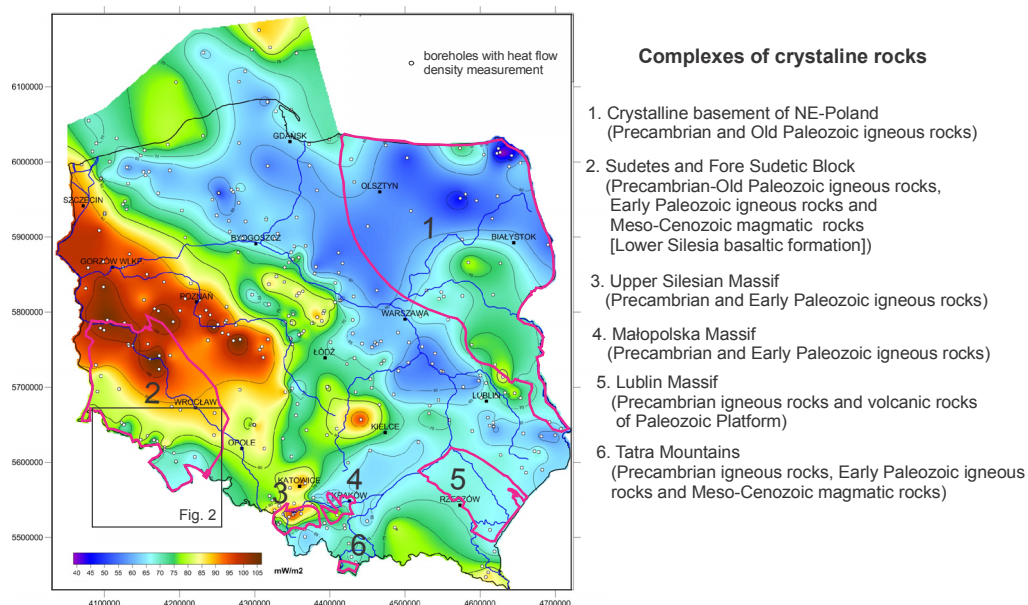 boreholes with heat flow
density measurement
6100000
6000000
5900000
5800000
5700000
5600000
5500000
GDAŃSK
OLSZTYN
SZCZECIN
1
BYDGOSZCZ
BIAŁYSTOK
GORZÓW WLKP
POZNAŃ
WARSZAWA
ŁÓDŹ
2
WROCŁAW
LUBLIN
KIELCE
OPOLE
KATOWICE
3
4
KRAKÓW
5
RZESZÓW
Fig. 2
6
40 45 50 55 60 65 70 75 80 85 90 95 100 105
mW/m2
4100000 4200000 4300000 4400000 4500000 4600000 4700000
Complexes of crystaline rocks
1. Crystalline basement of NE-Poland
(Precambrian and Old Paleozoic igneous rocks)
2. Sudetes and Fore Sudetic Block
(Precambrian-Old Paleozoic igneous rocks,
Early Paleozoic igneous rocks and
Meso-Cenozoic magmatic rocks
[Lower Silesia basaltic formation])
3. Upper Silesian Massif
(Precambrian and Early Paleozoic igneous rocks)
4. Małopolska Massif
(Precambrian and Early Paleozoic igneous rocks)
5. Lublin Massif
(Precambrian igneous rocks and volcanic rocks
of Paleozoic Platform)
6. Tatra Mountains
(Precambrian igneous rocks, Early Paleozoic igneous
rocks and Meso-Cenozoic magmatic rocks)